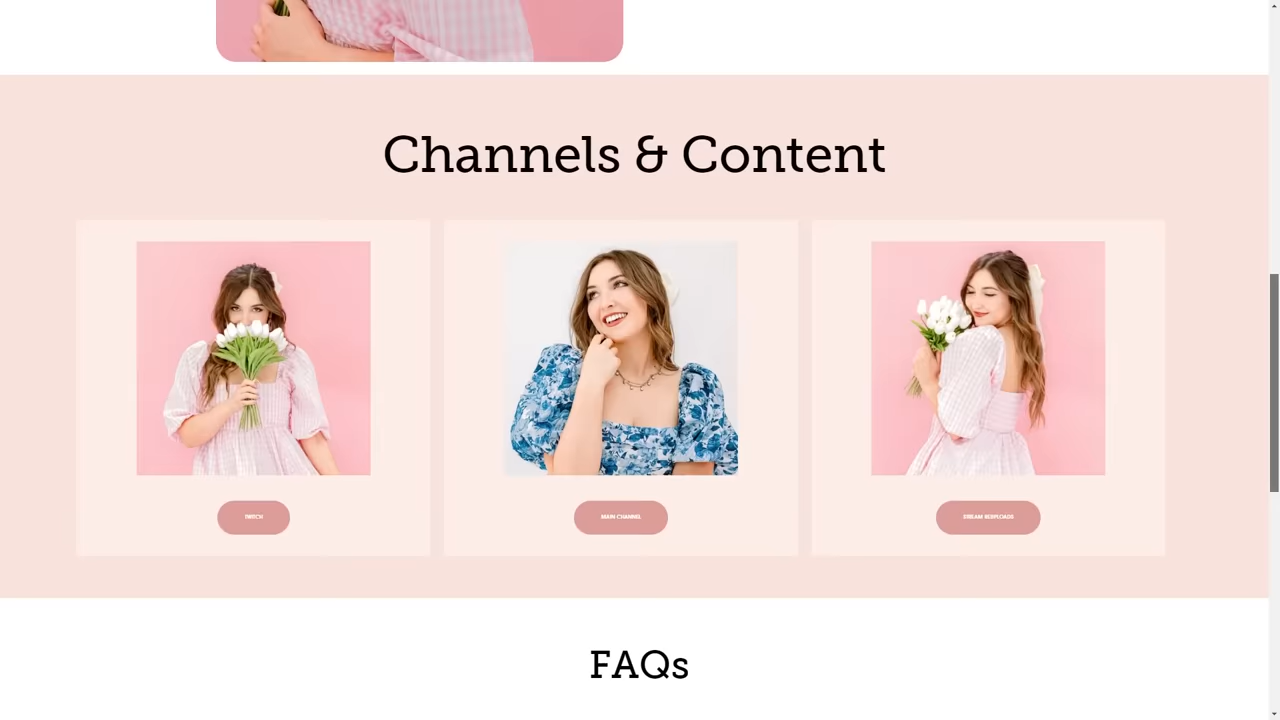 Channels & Content
TWITCH
MAIN CHANNEL
STREAM REUPLOADS
FAQs